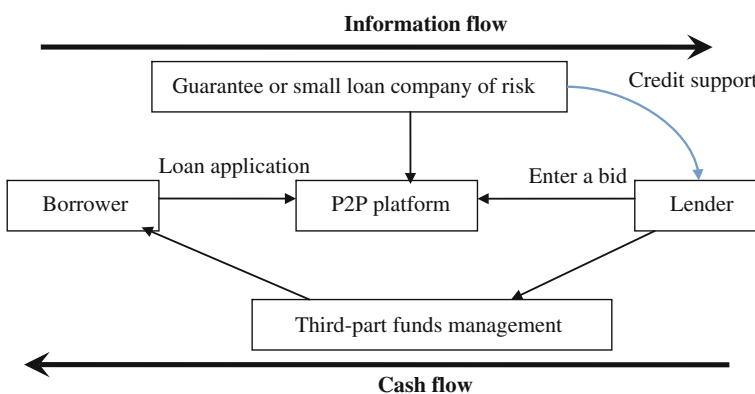 Information flow
Guarantee or small loan company of risk
Credit support
Loan application
Enter a bid
Borrower
P2P platform
Lender
Third-part funds management
Cash flow